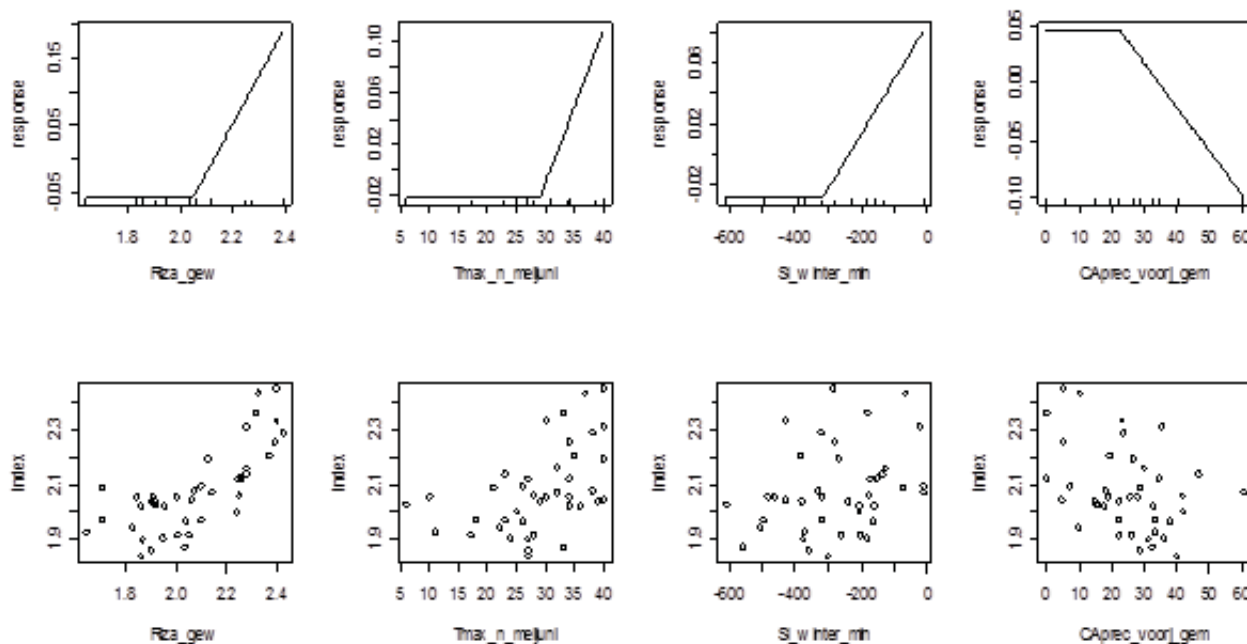 response
0.15
0.05
-0.05
1.8 2.0 2.2 2.4
Riza_gew
response
0.10
0.06
0.02
-0.02
5 10 15 20 25 30 35 40
Tmax_n_meijuni
response
0.06
0.02
-0.02
-600 -400 -200 0
SI_winter_min
response
0.05
0.00
-0.05
-0.10
0 10 20 30 40 50 60
CAprec_voorj_gem
Index
2.3
2.1
1.9
1.8 2.0 2.2 2.4
Riza_gew
Index
2.3
2.1
1.9
5 10 15 20 25 30 35 40
Tmax_n_meijuni
Index
2.3
2.1
1.9
-600 -400 -200 0
SI_winter_min
Index
2.3
2.1
1.9
0 10 20 30 40 50 60
CAprec_voorj_gem